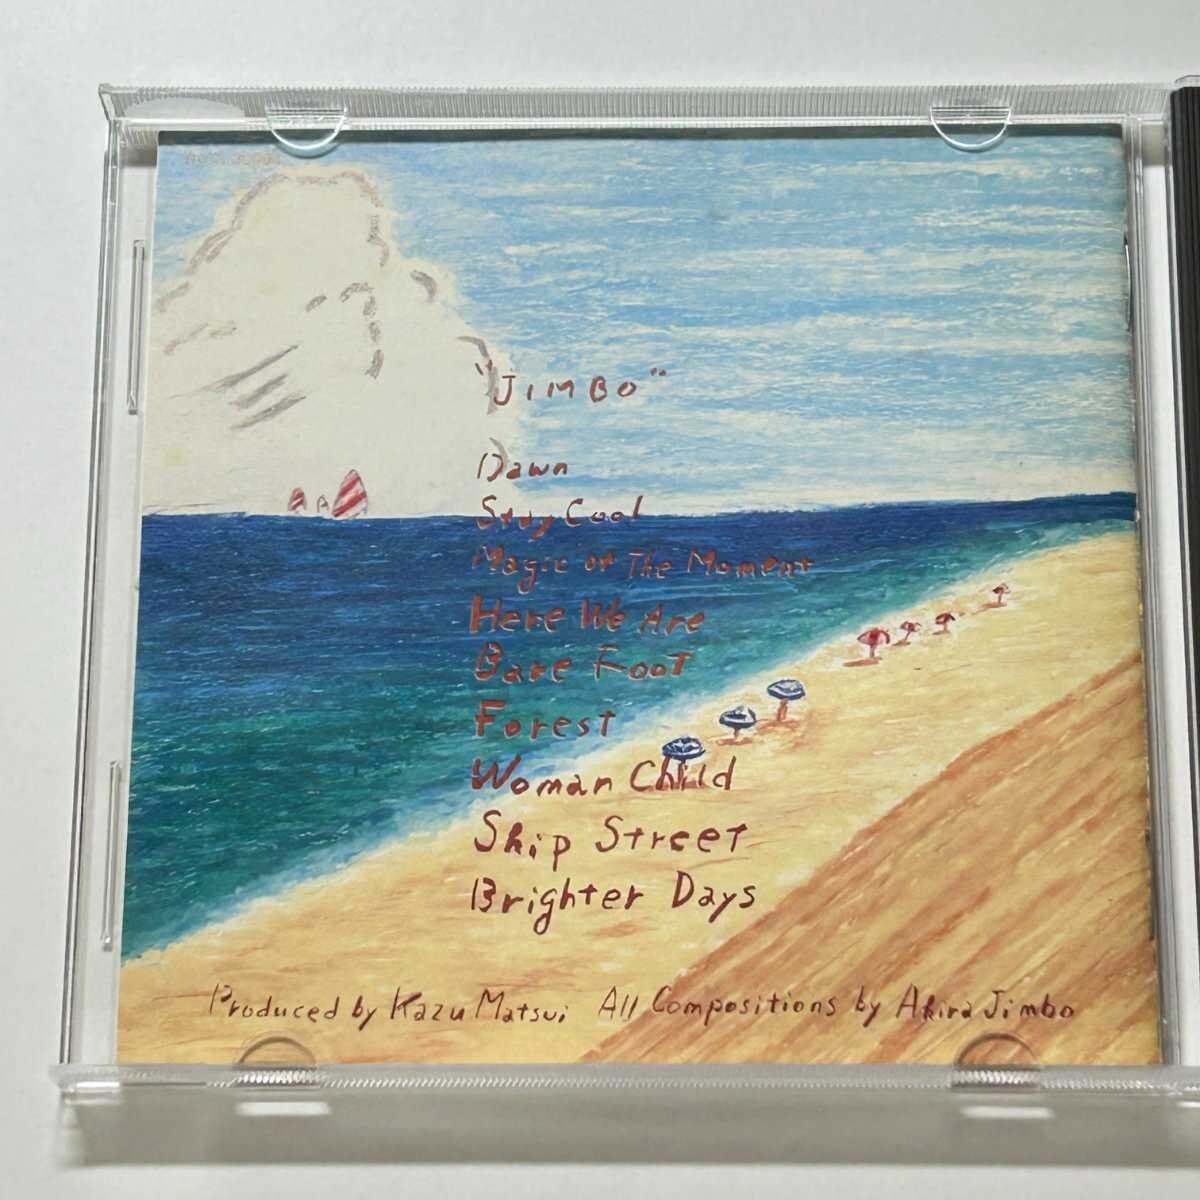 "JIMBO"
Dawn
Stay Cool
Magic of The Moment
Here We Are
Bare Foot
Forest
Woman Child
Ship Street
Brighter Days
Produced by Kazu Matsui All Compositions by Akira Jimbo